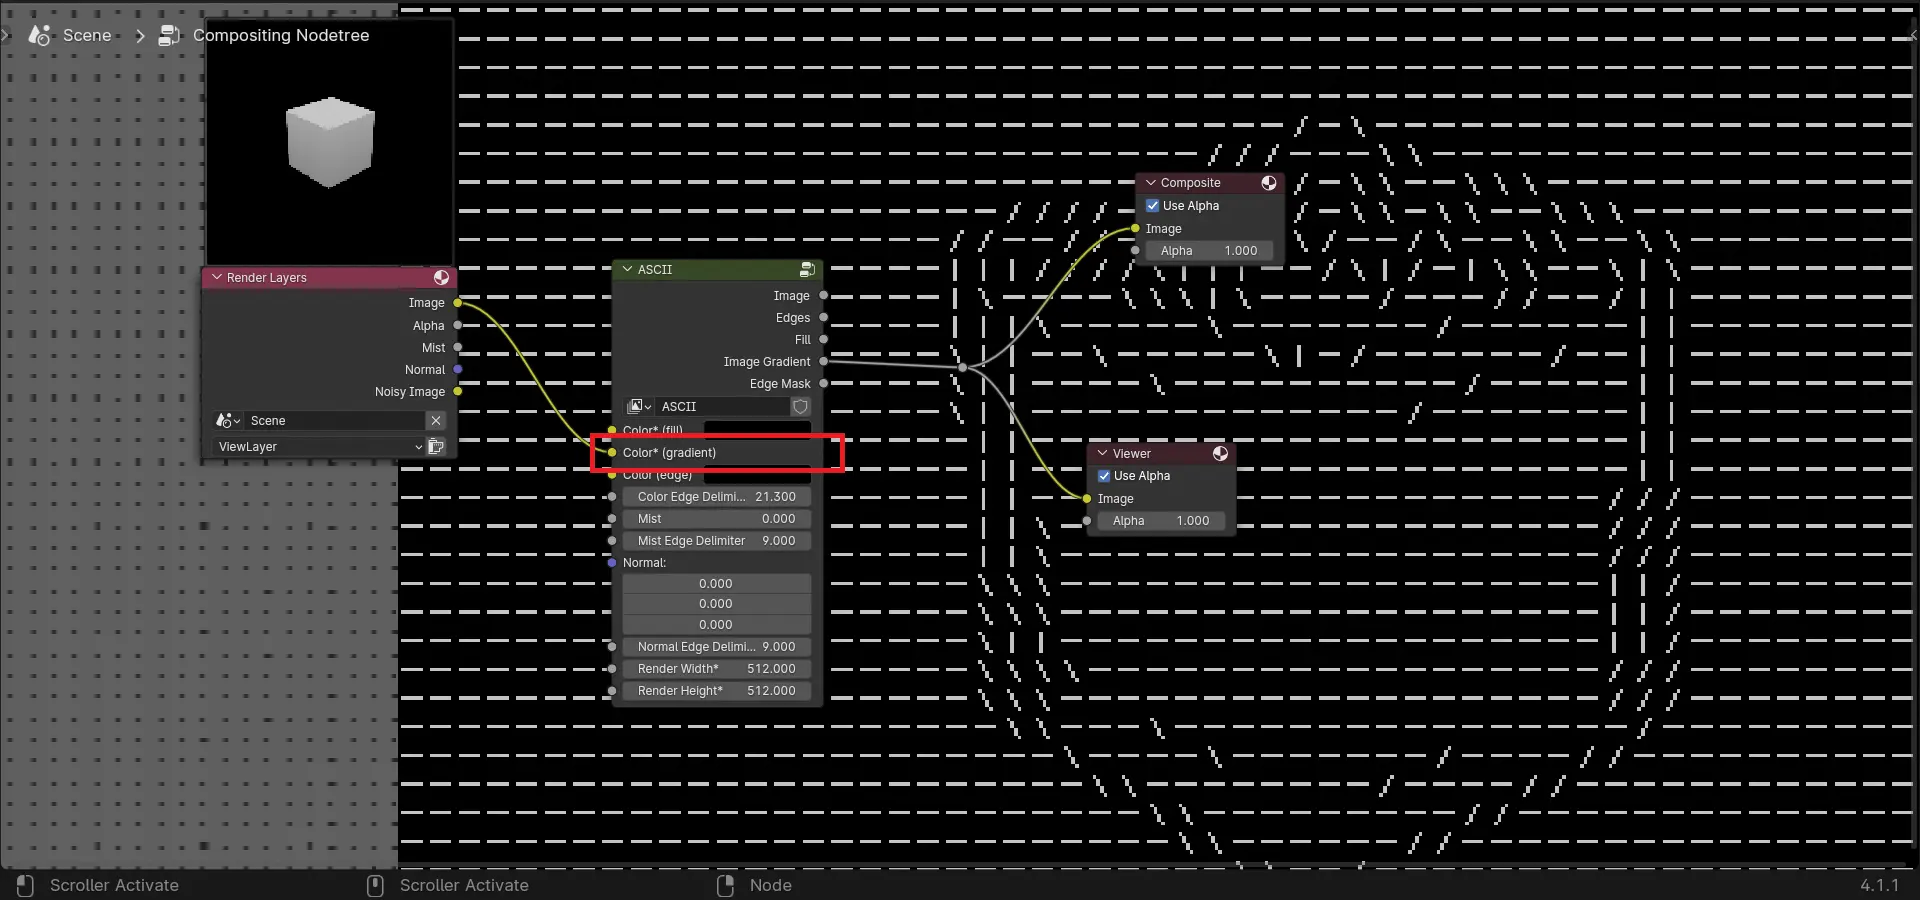 Scene
Compositing Nodetree
Render Layers
Image
Alpha
Mist
Normal
Noisy Image
Scene
ViewLayer
ASCII
Image
Edges
Fill
Image Gradient
Edge Mask
ASCII
Color* (fill)
Color* (gradient)
Color (edge)
Color Edge Delimi... 21.300
Mist 0.000
Mist Edge Delimiter 9.000
Normal:
0.000
0.000
0.000
Normal Edge Delimi... 9.000
Render Width* 512.000
Render Height* 512.000
Composite
Use Alpha
Image
Alpha 1.000
Viewer
Use Alpha
Image
Alpha 1.000
Scroller Activate
Scroller Activate
Node
4.1.1